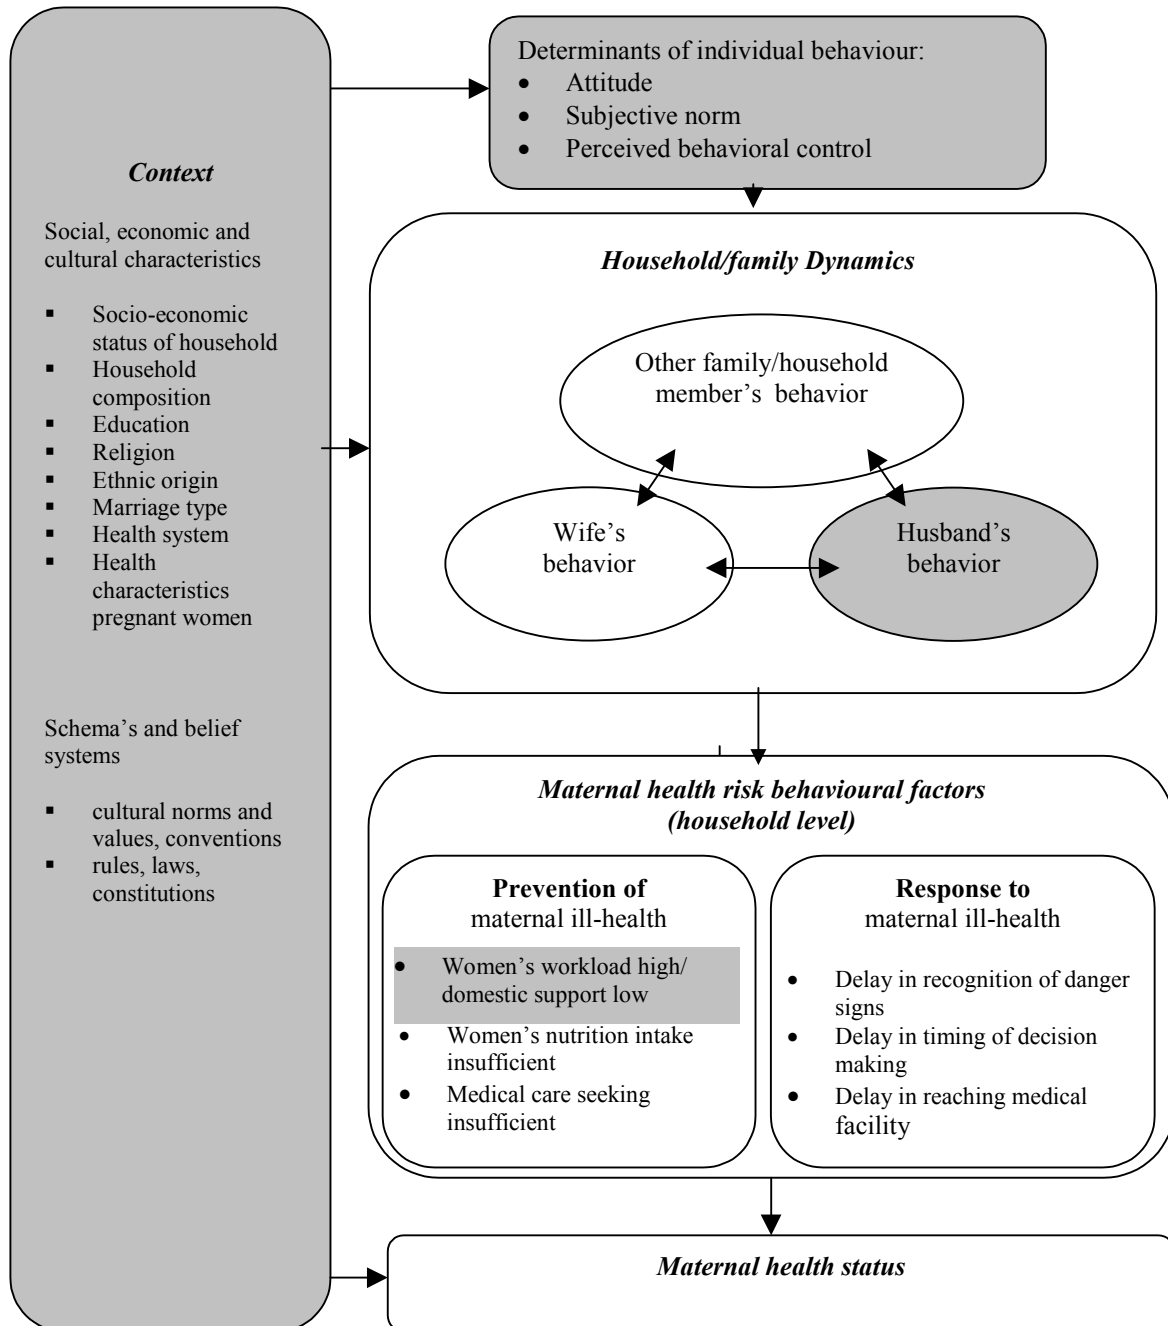 Context
Social, economic and
cultural characteristics
▪ Socio-economic
status of household
▪ Household
composition
▪ Education
▪ Religion
▪ Ethnic origin
▪ Marriage type
▪ Health system
▪ Health
characteristics
pregnant women
Schema's and belief
systems
▪ cultural norms and
values, conventions
▪ rules, laws,
constitutions
Determinants of individual behaviour:
• Attitude
• Subjective norm
• Perceived behavioral control
Household/family Dynamics
Other family/household
member's behavior
Wife's
behavior
Husband's
behavior
Maternal health risk behavioural factors
(household level)
Prevention of
maternal ill-health
• Women's workload high/
domestic support low
• Women's nutrition intake
insufficient
• Medical care seeking
insufficient
Response to
maternal ill-health
• Delay in recognition of danger
signs
• Delay in timing of decision
making
• Delay in reaching medical
facility
Maternal health status